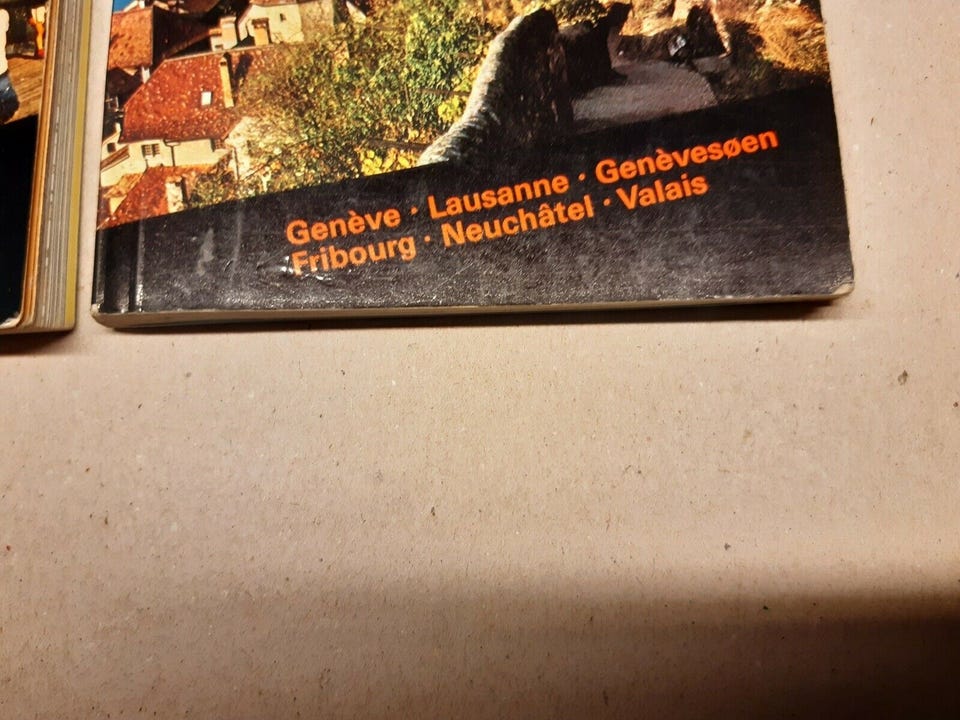 Genève · Lausanne · Genèvesøen
Fribourg · Neuchâtel · Valais